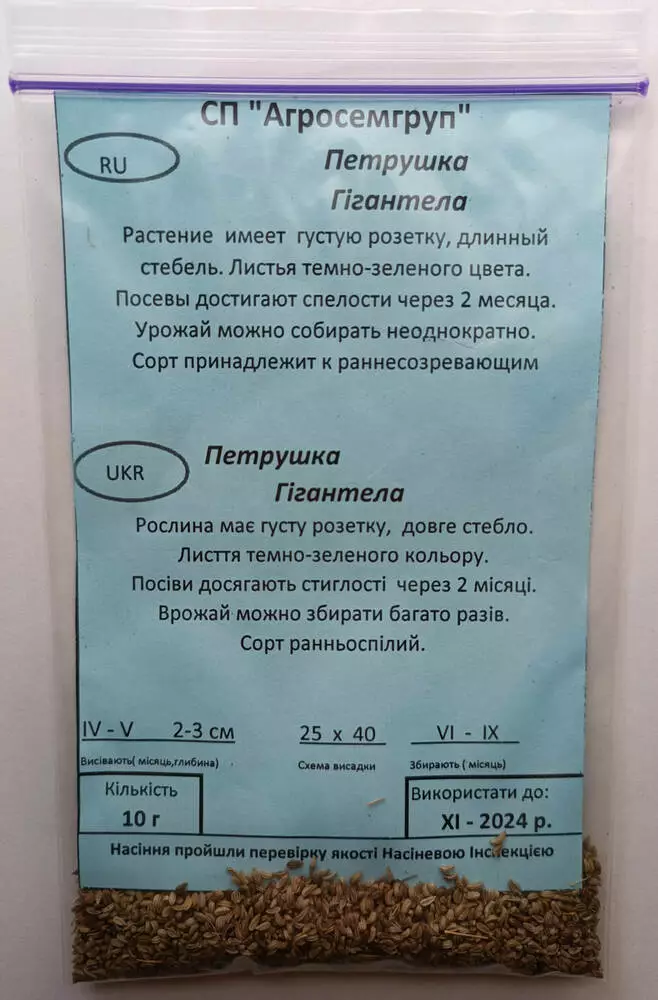 СП "Агросемгруп"
RU
Петрушка
Гігантела
Растение имеет густую розетку, длинный
стебель. Листья темно-зеленого цвета.
Посевы достигают спелости через 2 месяца.
Урожай можно собирать неоднократно.
Сорт принадлежит к раннесозревающим
UKR
Петрушка
Гігантела
Рослина має густу розетку, довге стебло.
Лисття темно-зеленого кольору.
Посіви досягають стиглості через 2 місяці.
Врожай можно збирати багато разів.
Сорт ранньоспілий.
IV - V 2-3 см 25 х 40 VI - IX
Висівають( місяць,глибина) Схема висадки Збирають ( місяць)
Кількість Використати до:
10 г XI - 2024 р.
Насіння пройшли перевірку якості Насіневою Інспекцією